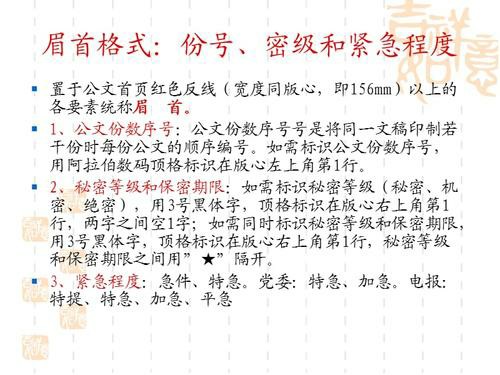 眉首格式：份号、密级和紧急程度
置于公文首页红色反线（宽度同版心，即156mm）以上的
各要素统称眉 首。
1、公文份数序号：公文份数序号号是将同一文稿印制若
干份时每份公文的顺序编号。如需标识公文份数序号，
用阿拉伯数码顶格标识在版心左上角第1行。
2、秘密等级和保密期限：如需标识秘密等级（秘密、机
密、绝密），用3号黑体字，顶格标识在版心右上角第1
行，两字之间空1字；如需同时标识秘密等级和保密期限，
用3号黑体字，顶格标识在版心右上角第1行，秘密等级
和保密期限之间用"★"隔开。
3、紧急程度：急件、特急。党委：特急、加急。电报：
特提、特急、加急、平急